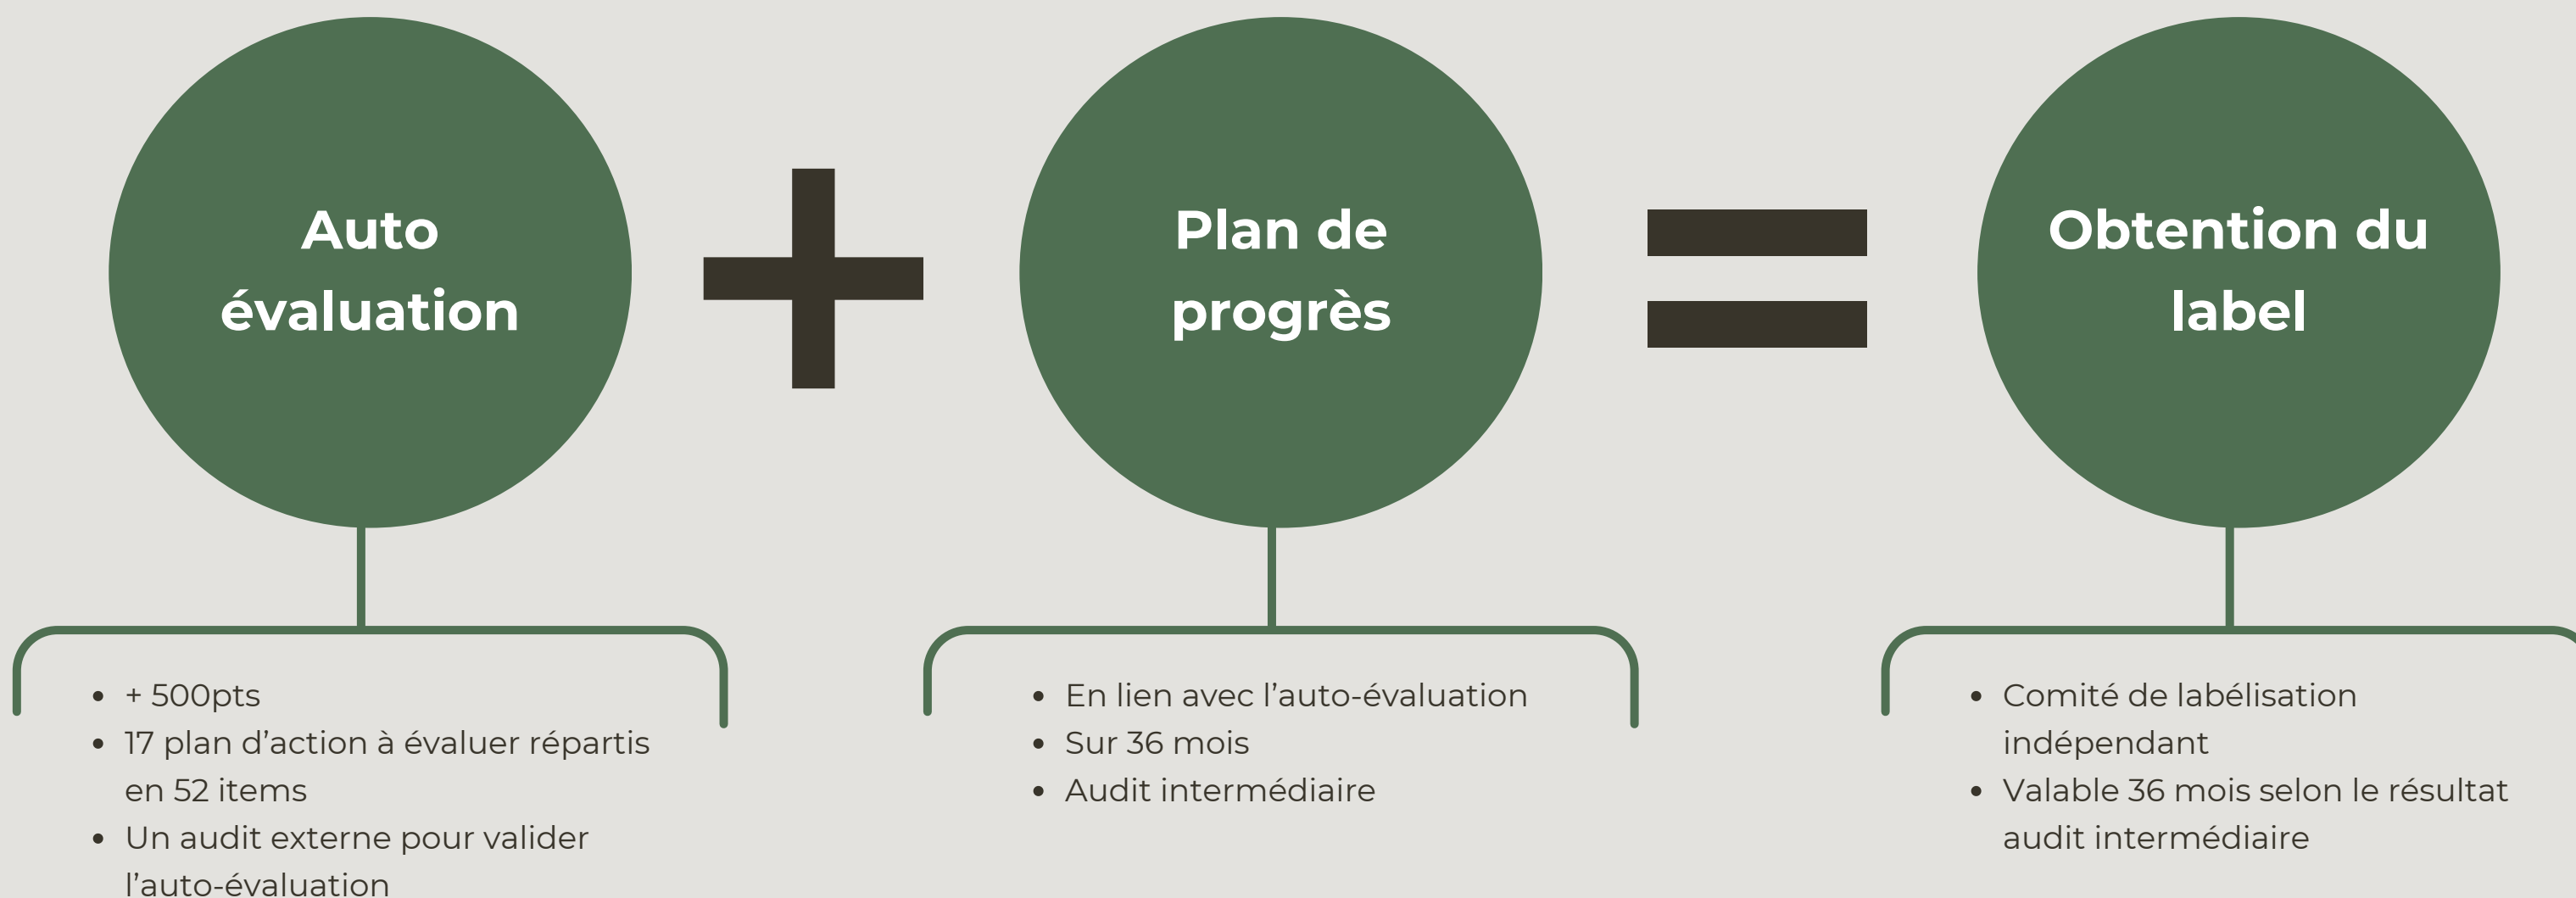 Auto
évaluation
Plan de
progrès
Obtention du
label
+ 500pts
17 plan d’action à évaluer répartis
en 52 items
Un audit externe pour valider
l’auto-évaluation
En lien avec l’auto-évaluation
Sur 36 mois
Audit intermédiaire
Comité de labélisation
indépendant
Valable 36 mois selon le résultat
audit intermédiaire